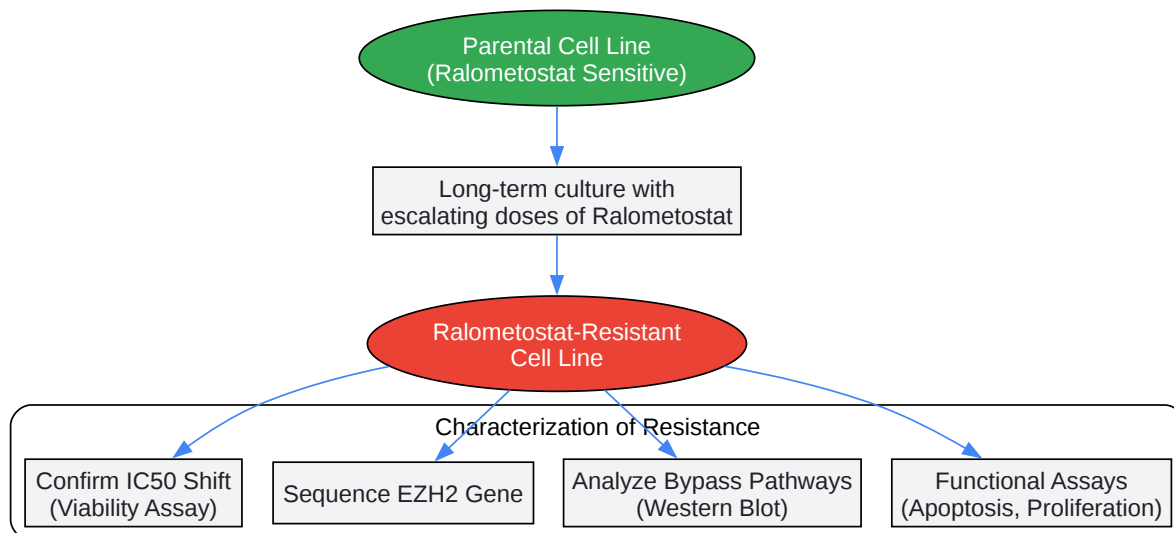 Parental Cell Line
(Ralometostat Sensitive)
Long-term culture with
escalating doses of Ralometostat
Ralometostat-Resistant
Cell Line
Characterization of Resistance
Confirm IC50 Shift
(Viability Assay)
Sequence EZH2 Gene
Analyze Bypass Pathways
(Western Blot)
Functional Assays
(Apoptosis, Proliferation)